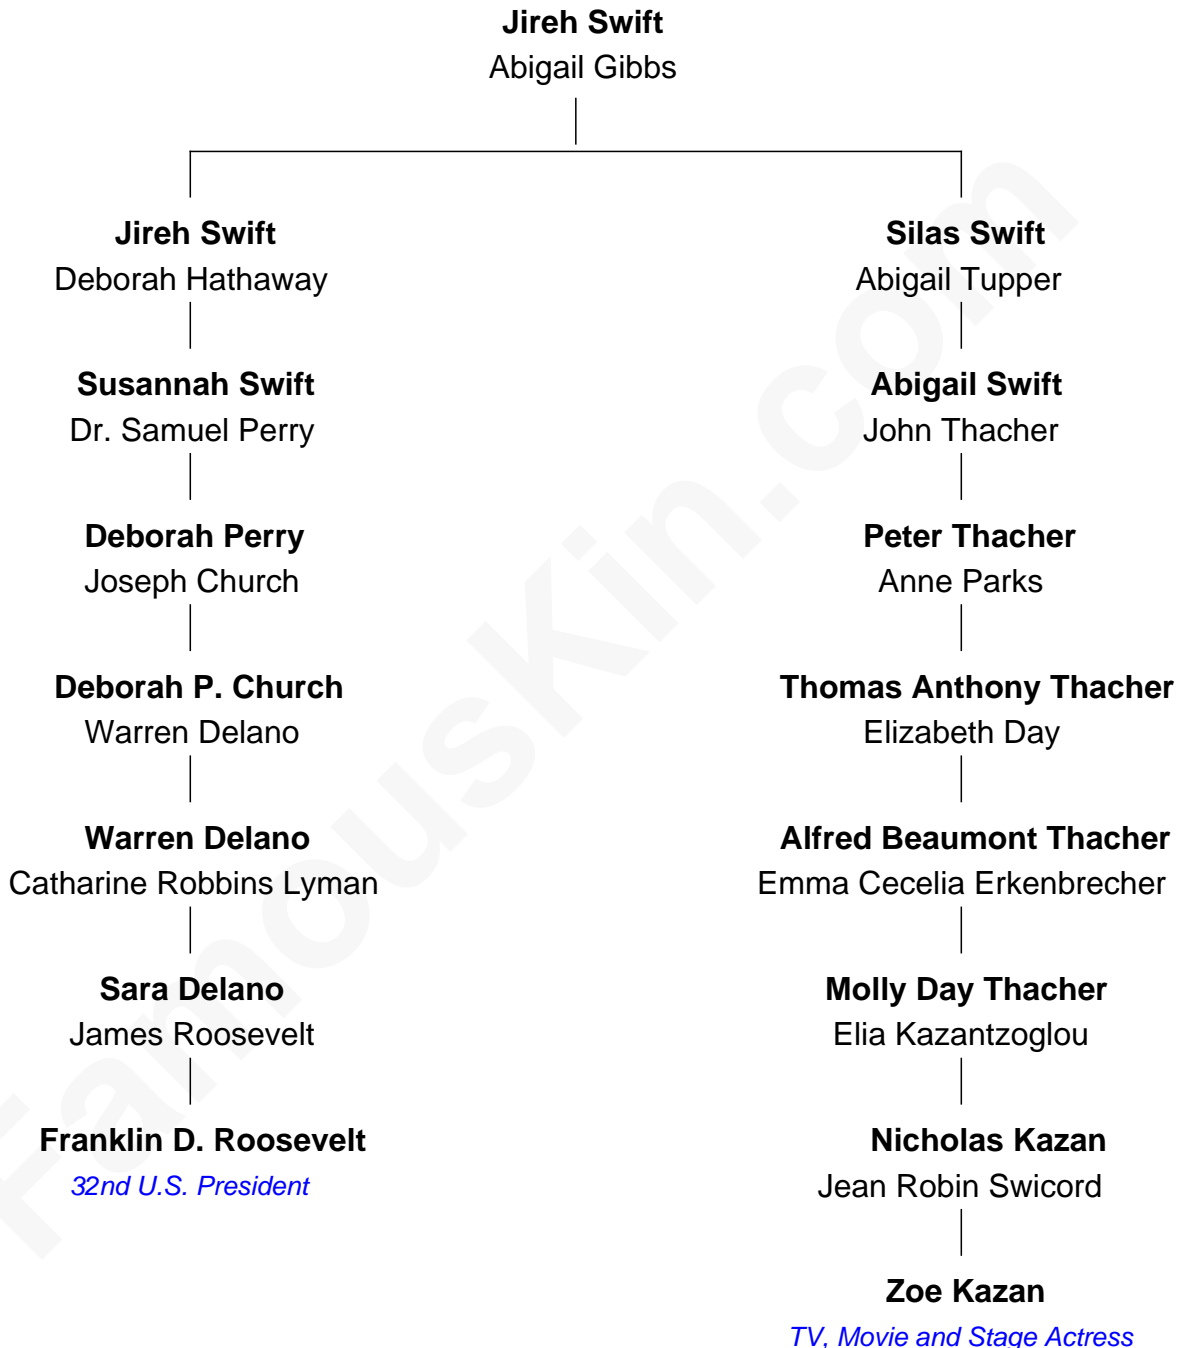 Jireh Swift
Abigail Gibbs
Jireh Swift
Deborah Hathaway
Silas Swift
Abigail Tupper
Susannah Swift
Dr. Samuel Perry
Abigail Swift
John Thacher
Deborah Perry
Joseph Church
Peter Thacher
Anne Parks
Deborah P. Church
Warren Delano
Thomas Anthony Thacher
Elizabeth Day
Warren Delano
Catharine Robbins Lyman
Alfred Beaumont Thacher
Emma Cecelia Erkenbrecher
Sara Delano
James Roosevelt
Molly Day Thacher
Elia Kazantzoglou
Franklin D. Roosevelt
32nd U.S. President
Nicholas Kazan
Jean Robin Swicord
Zoe Kazan
TV, Movie and Stage Actress
FamousKin.com